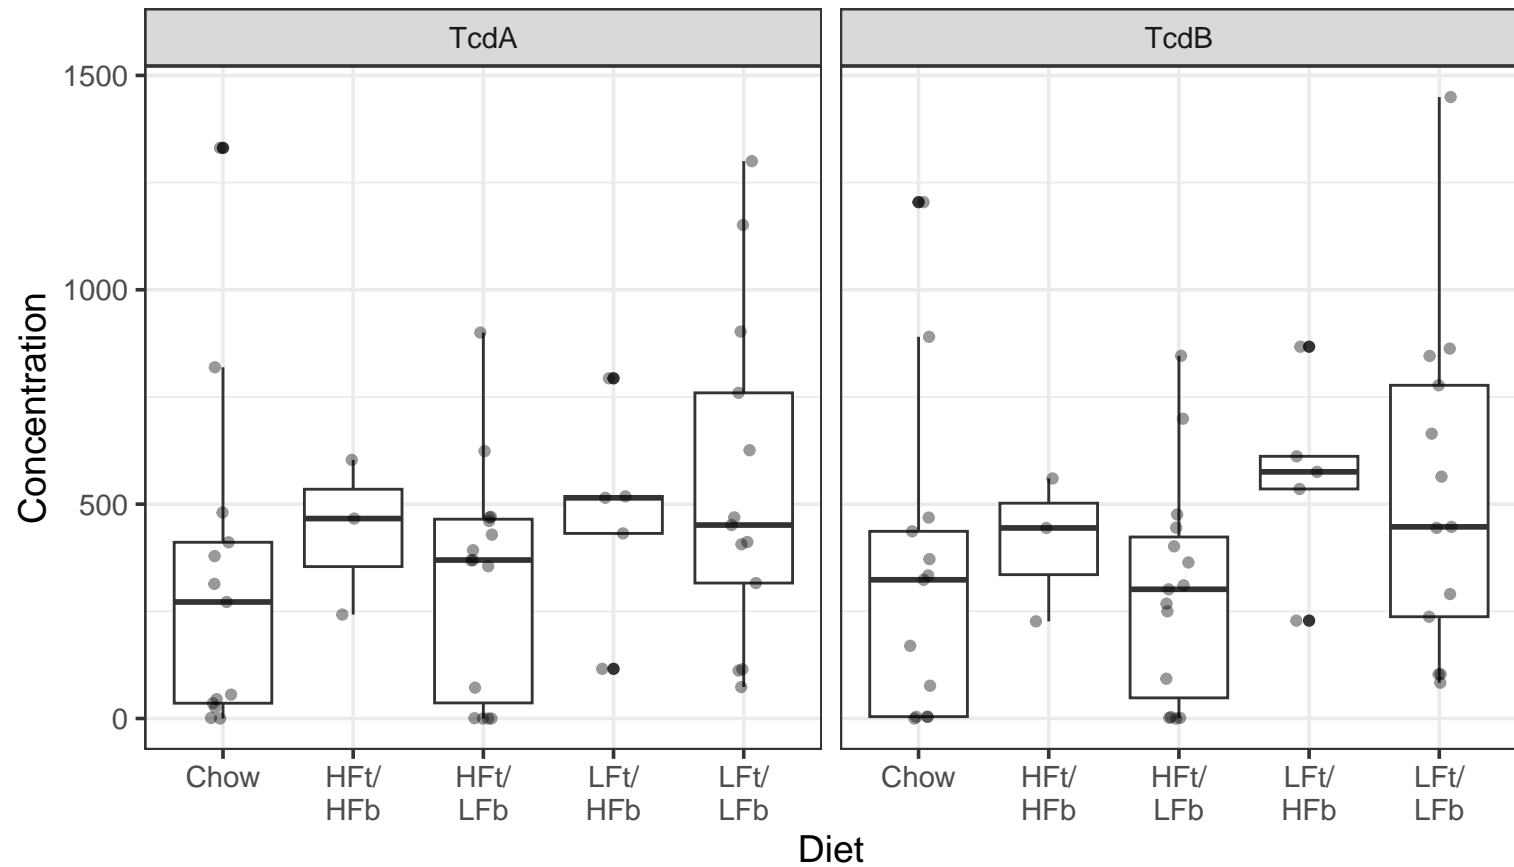 TcdA
TcdB
Concentration
1500
1000
500
0
Chow
HFt/
HFb
HFt/
LFb
LFt/
HFb
LFt/
LFb
Chow
HFt/
HFb
HFt/
LFb
LFt/
HFb
LFt/
LFb
Diet